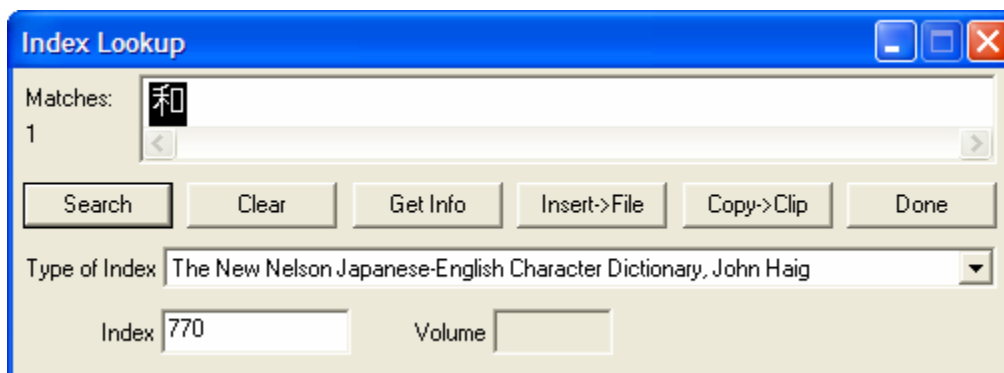 Index Lookup
Matches:
1
和
Search Clear Get Info Insert->File Copy->Clip Done
Type of Index The New Nelson Japanese-English Character Dictionary, John Haig
Index 770 Volume